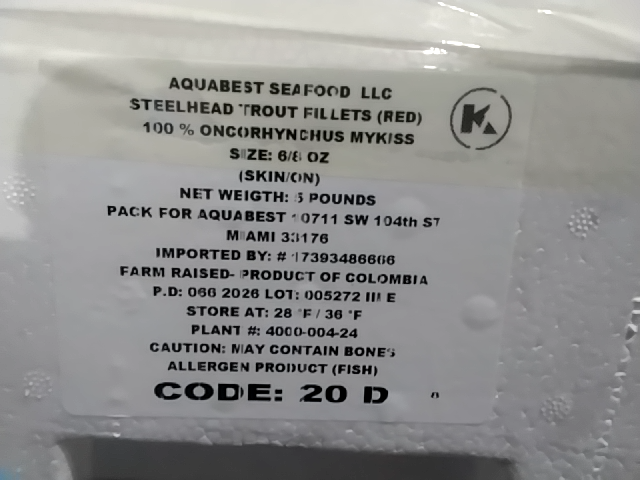 AQUABEST SEAFOOD LLC
STEELHEAD TROUT FILLETS (RED)
100 % ONCORHYNCHUS MYKISS
SIZE: 6/8 OZ
(SKIN/ON)
NET WEIGTH: 5 POUNDS
PACK FOR AQUABEST 10711 SW 104th ST
MIAMI 33176
IMPORTED BY: # 17393486666
FARM RAISED- PRODUCT OF COLOMBIA
P.D: 066 2026 LOT: 005272
STORE AT: 28 °F / 36 °F
PLANT #: 4000-004-24
CAUTION: MAY CONTAIN BONES
ALLERGEN PRODUCT (FISH)
CODE: 20 D
K